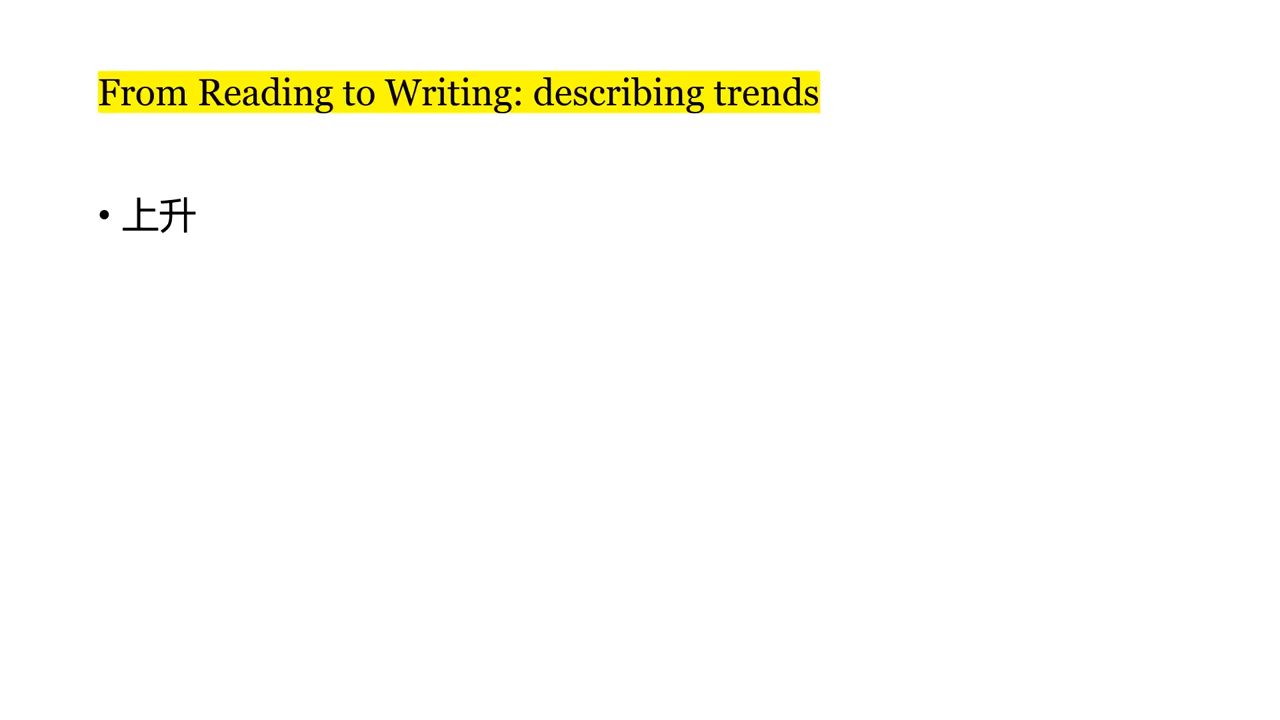 From Reading to Writing: describing trends
• 上升